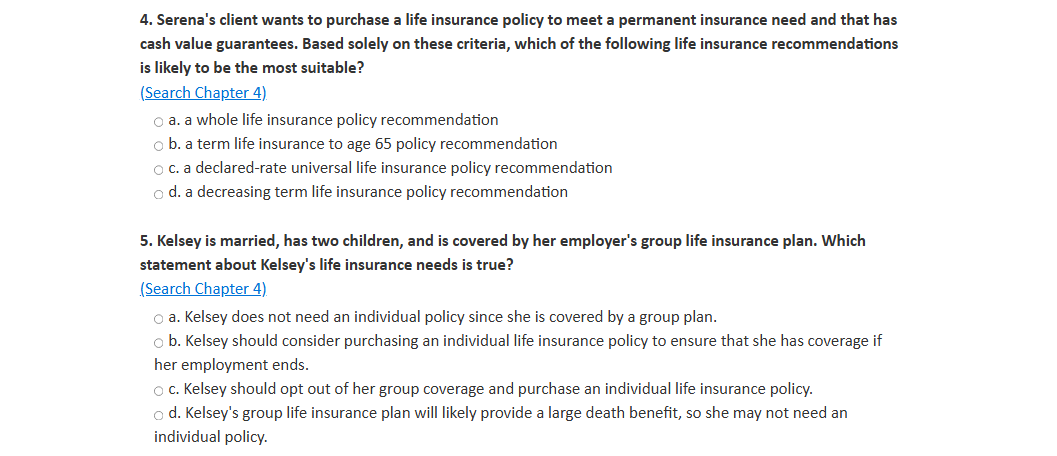 4. Serena's client wants to purchase a life insurance policy to meet a permanent insurance need and that has
cash value guarantees. Based solely on these criteria, which of the following life insurance recommendations
is likely to be the most suitable?
(Search Chapter 4)
a. a whole life insurance policy recommendation
b. a term life insurance to age 65 policy recommendation
c. a declared-rate universal life insurance policy recommendation
d. a decreasing term life insurance policy recommendation
5. Kelsey is married, has two children, and is covered by her employer's group life insurance plan. Which
statement about Kelsey's life insurance needs is true?
(Search Chapter 4)
a. Kelsey does not need an individual policy since she is covered by a group plan.
b. Kelsey should consider purchasing an individual life insurance policy to ensure that she has coverage if
her employment ends.
c. Kelsey should opt out of her group coverage and purchase an individual life insurance policy.
d. Kelsey's group life insurance plan will likely provide a large death benefit, so she may not need an
individual policy.